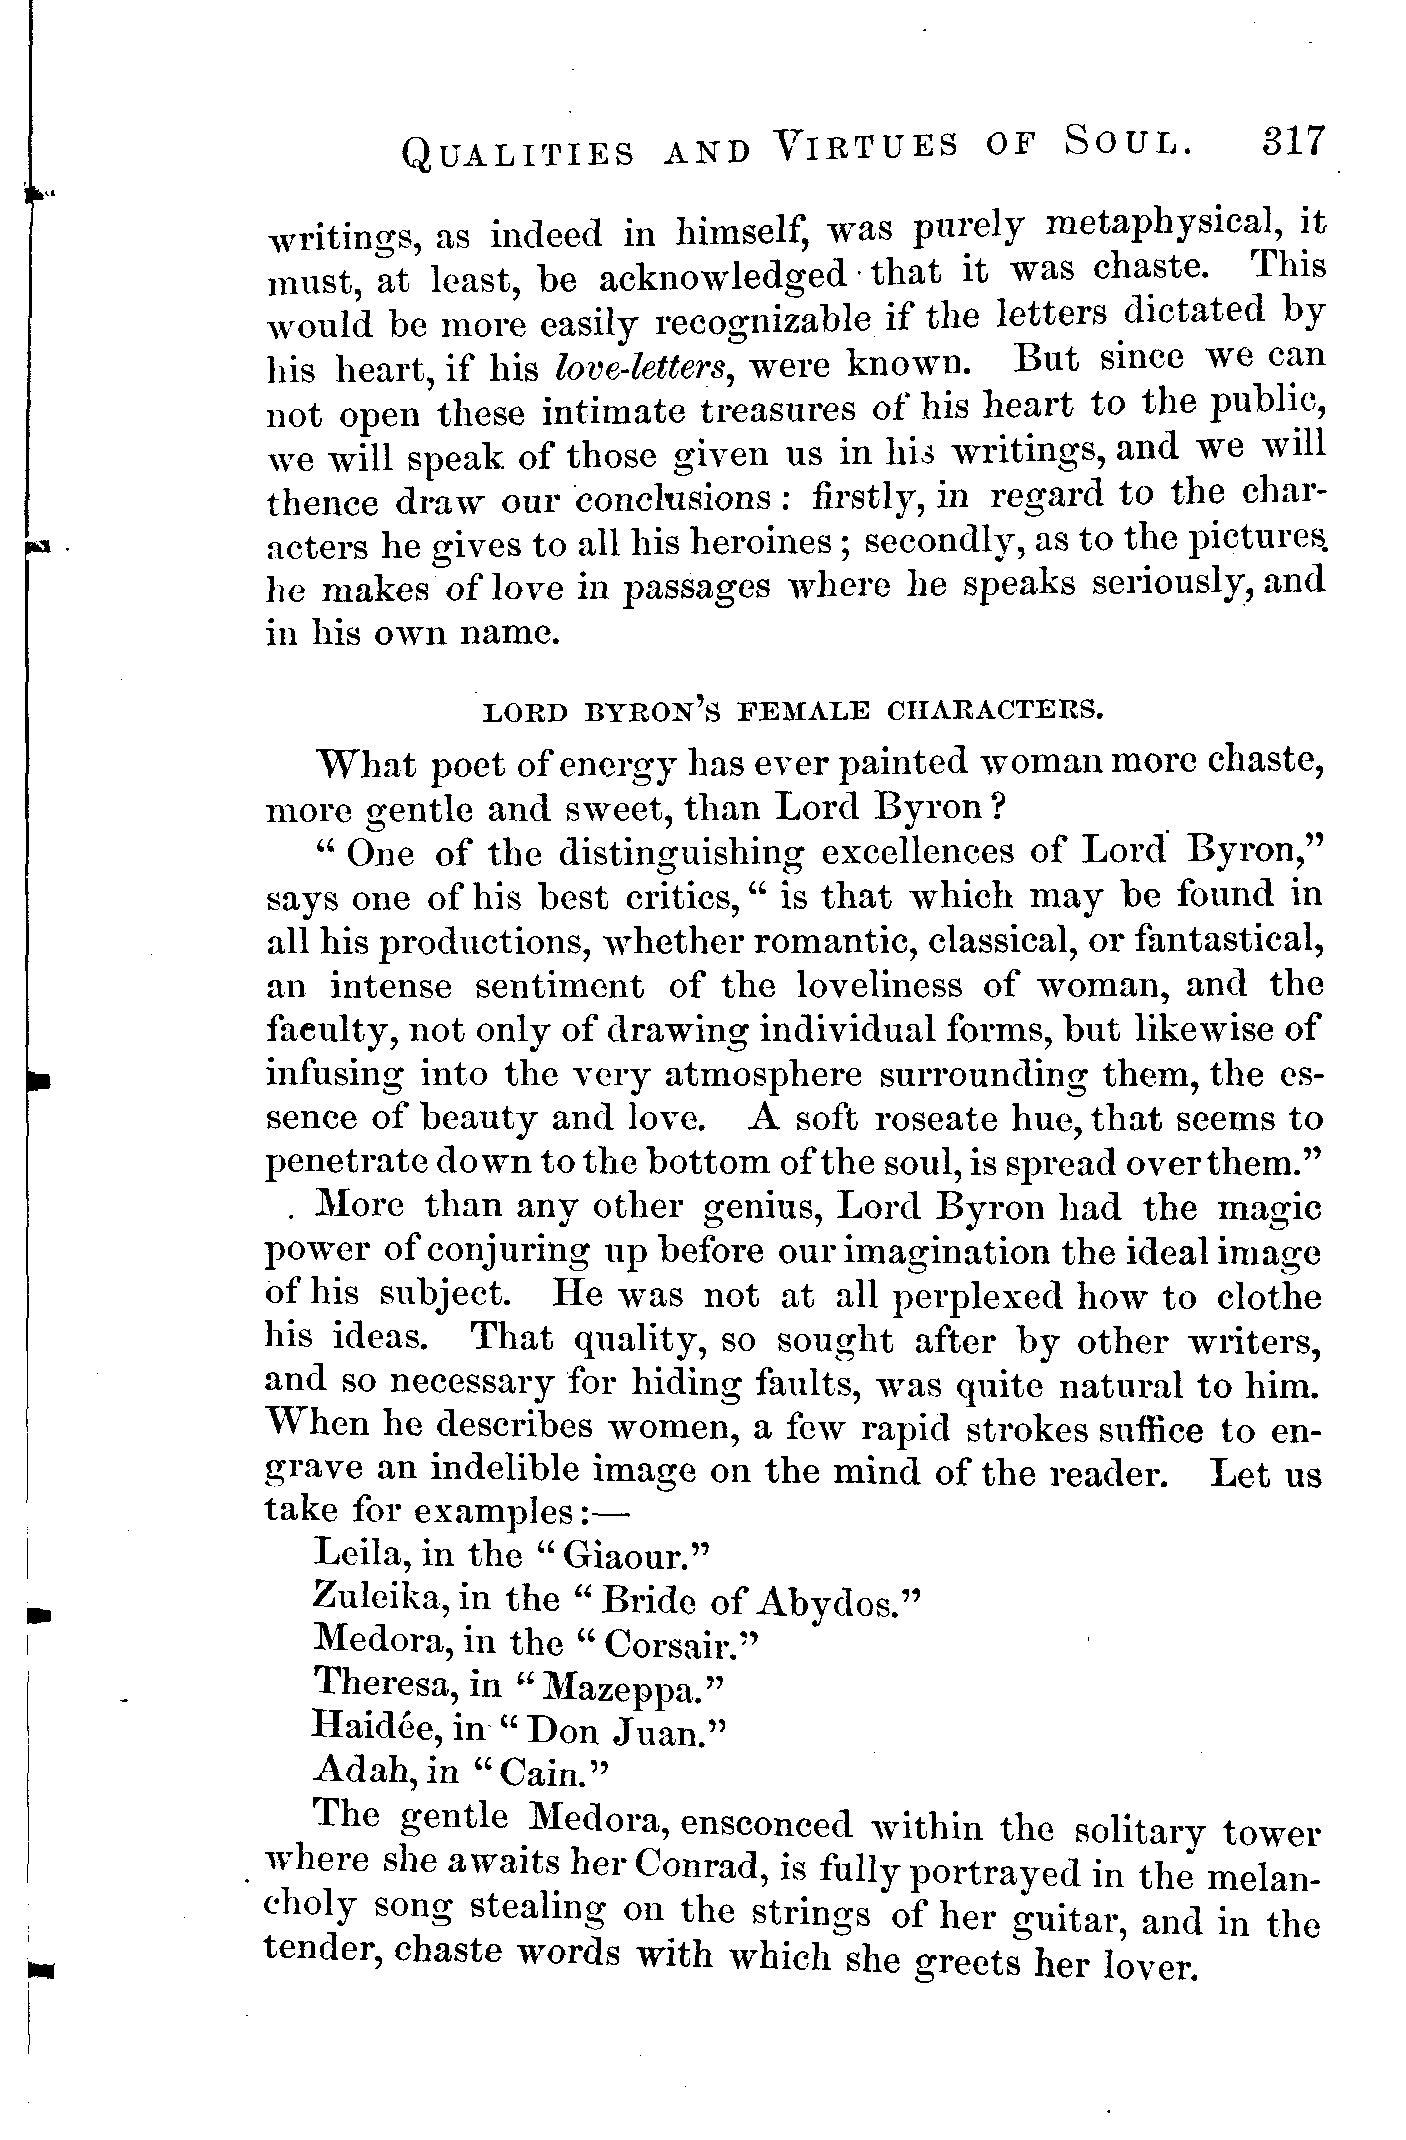 QUALITIES AND VIRTUES OF SOUL. 317
writings, as indeed in himself, was purely metaphysical, it
must, at least, be acknowledged that it was chaste. This
would be more easily recognizable if the letters dictated by
his heart, if his love-letters, were known. But since we can
not open these intimate treasures of his heart to the public,
we will speak of those given us in his writings, and we will
thence draw our conclusions: firstly, in regard to the char-
acters he gives to all his heroines; secondly, as to the pictures
he makes of love in passages where he speaks seriously, and
in his own name.
LORD BYRON'S FEMALE CHARACTERS.
What poet of energy has ever painted woman more chaste,
more gentle and sweet, than Lord Byron?
"One of the distinguishing excellences of Lord Byron,"
says one of his best critics, "is that which may be found in
all his productions, whether romantic, classical, or fantastical,
an intense sentiment of the loveliness of woman, and the
faculty, not only of drawing individual forms, but likewise of
infusing into the very atmosphere surrounding them, the es-
sence of beauty and love. A soft roseate hue, that seems to
penetrate down to the bottom of the soul, is spread over them."
More than any other genius, Lord Byron had the magic
power of conjuring up before our imagination the ideal image
of his subject. He was not at all perplexed how to clothe
his ideas. That quality, so sought after by other writers,
and so necessary for hiding faults, was quite natural to him.
When he describes women, a few rapid strokes suffice to en-
grave an indelible image on the mind of the reader. Let us
take for examples:—
Leila, in the "Giaour."
Zuleika, in the "Bride of Abydos."
Medora, in the "Corsair."
Theresa, in "Mazeppa."
Haidée, in "Don Juan."
Adah, in "Cain."
The gentle Medora, ensconced within the solitary tower
where she awaits her Conrad, is fully portrayed in the melan-
choly song stealing on the strings of her guitar, and in the
tender, chaste words with which she greets her lover.